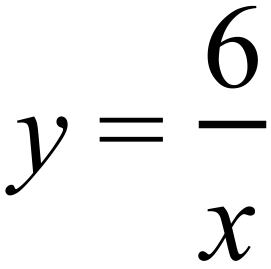 y = 6/x